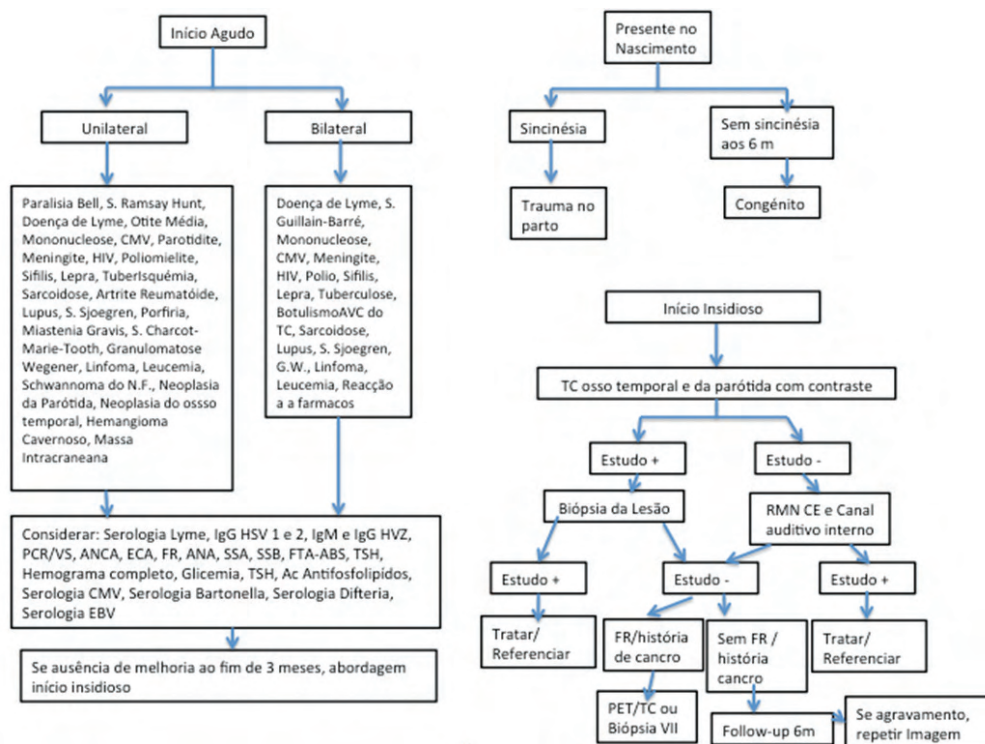 Início Agudo
Unilateral
Bilateral
Paralisia Bell, S. Ramsay Hunt,
Doença de Lyme, Otite Média,
Mononucleose, CMV, Parotidite,
Meningite, HIV, Poliomielite,
Sifilis, Lepra, TuberIsquémia,
Sarcoidose, Artrite Reumatóide,
Lupus, S. Sjoegren, Porfiria,
Miastenia Gravis, S. Charcot-
Marie-Tooth, Granulomatose
Wegener, Linfoma, Leucemia,
Schwannoma do N.F., Neoplasia
da Parótida, Neoplasia do ossso
temporal, Hemangioma
Cavernoso, Massa
Intracraneana
Doença de Lyme, S.
Guillain-Barré,
Mononucleose,
CMV, Meningite,
HIV, Polio, Sifilis,
Lepra, Tuberculose,
BotulismoAVC do
TC, Sarcoidose,
Lupus, S. Sjoegren,
G.W., Linfoma,
Leucemia, Reacção
a a farmacos
Considerar: Serologia Lyme, IgG HSV 1 e 2, IgM e IgG HVZ,
PCR/VS, ANCA, ECA, FR, ANA, SSA, SSB, FTA-ABS, TSH,
Hemograma completo, Glicemia, TSH, Ac Antifosfolipídos,
Serologia CMV, Serologia Bartonella, Serologia Difteria,
Serologia EBV
Se ausência de melhoria ao fim de 3 meses, abordagem
início insidioso
Presente no
Nascimento
Sincinésia
Sem sincinésia
aos 6 m
Trauma no
parto
Congénito
Início Insidioso
TC osso temporal e da parótida com contraste
Estudo +
Estudo -
Biópsia da Lesão
RMN CE e Canal
auditivo interno
Estudo +
Estudo -
Estudo +
Tratar/
Referenciar
FR/história
de cancro
Sem FR /
história
cancro
Tratar/
Referenciar
PET/TC ou
Biópsia VII
Follow-up 6m
Se agravamento,
repetir Imagem